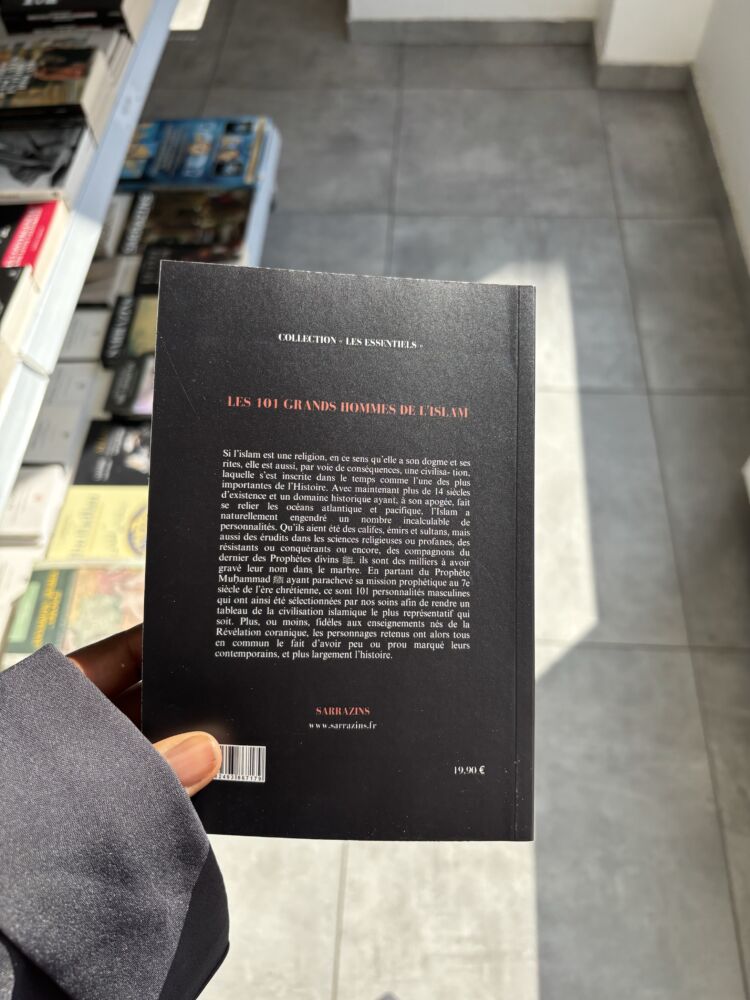 COLLECTION « LES ESSENTIELS »
LES 101 GRANDS HOMMES DE L'ISLAM
Si l'islam est une religion, en ce sens qu'elle a son dogme et ses
rites, elle est aussi, par voie de conséquences, une civilisa- tion,
laquelle s'est inscrite dans le temps comme l'une des plus
importantes de l'Histoire. Avec maintenant plus de 14 siècles
d'existence et un domaine historique ayant, à son apogée, fait
se relier les océans atlantique et pacifique, l'Islam a
naturellement engendré un nombre incalculable de
personnalités. Qu'ils aient été des califes, émirs et sultans, mais
aussi des érudits dans les sciences religieuses ou profanes, des
résistants ou conquérants ou encore, des compagnons du
dernier des Prophètes divins ﷺ, ils sont des milliers à avoir
gravé leur nom dans le marbre. En partant du Prophète
Muḥammad ﷺ ayant parachevé sa mission prophétique au 7e
siècle de l'ère chrétienne, ce sont 101 personnalités masculines
qui ont ainsi été sélectionnées par nos soins afin de rendre un
tableau de la civilisation islamique le plus représentatif qui
soit. Plus, ou moins, fidèles aux enseignements nés de la
Révélation coranique, les personnages retenus ont alors tous
en commun le fait d'avoir peu ou prou marqué leurs
contemporains, et plus largement l'histoire.
SARRAZINS
www.sarrazins.fr
19,90 €